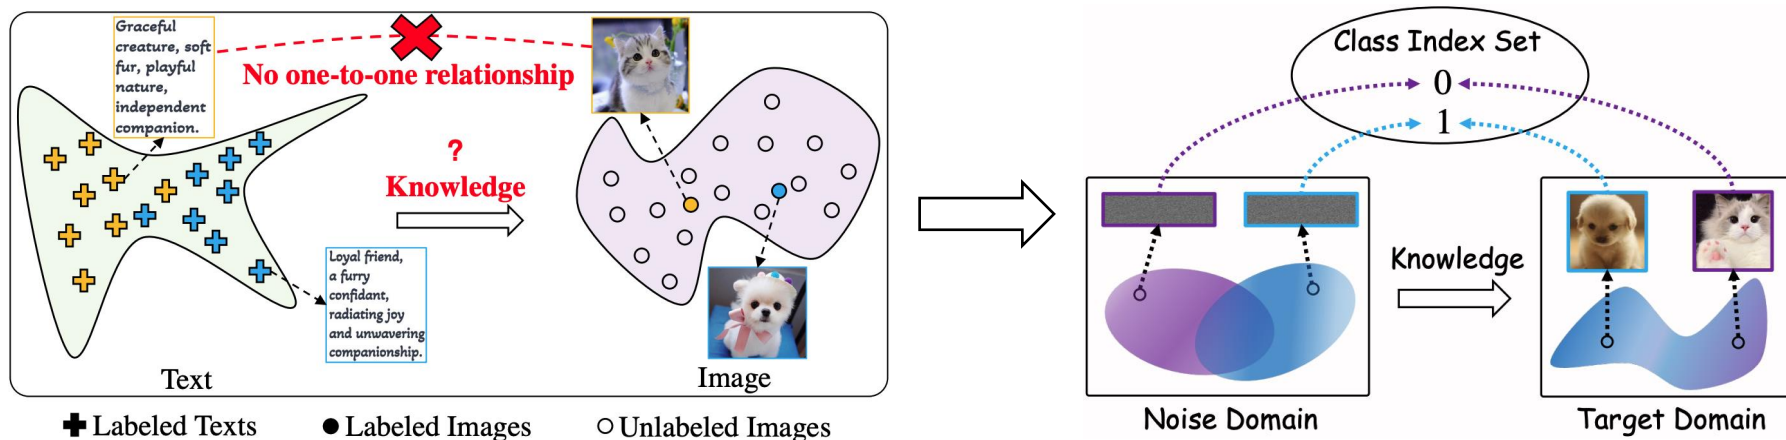 Graceful
creature, soft
fur, playful
nature,
independent
companion.
No one-to-one relationship
?
Knowledge
Loyal friend,
a furry
confidant,
radiating joy
and unwavering
companionship.
Text
Image
Labeled Texts
Labeled Images
Unlabeled Images
Class Index Set
0
1
Knowledge
Noise Domain
Target Domain